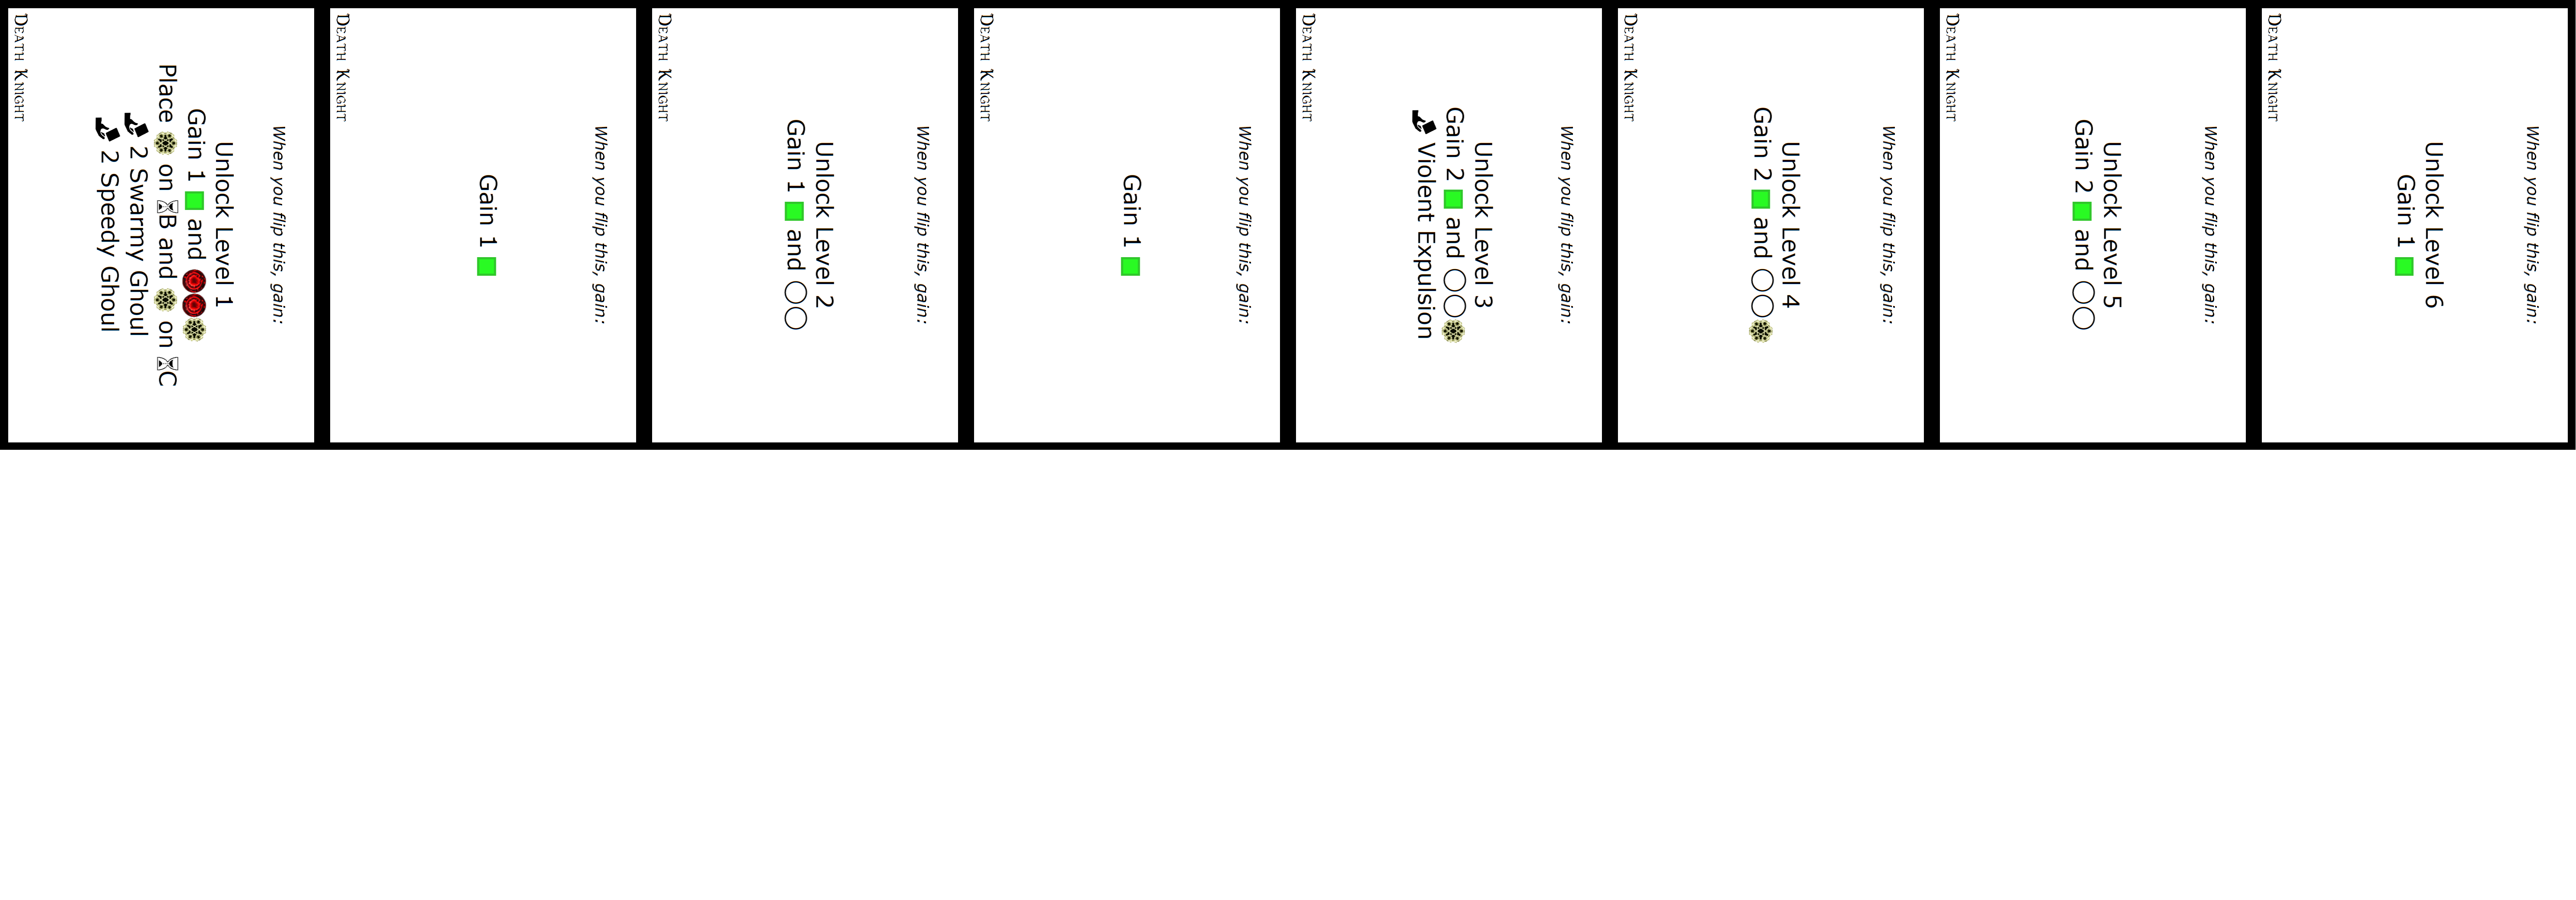 When you flip this, gain:
Unlock Level 1
Gain 1 and
Place on B and on C
2 Swarmy Ghoul
2 Speedy Ghoul
Death Knight
When you flip this, gain:
Gain 1
Death Knight
When you flip this, gain:
Unlock Level 2
Gain 1 and
Death Knight
When you flip this, gain:
Gain 1
Death Knight
When you flip this, gain:
Unlock Level 3
Gain 2 and
Violent Expulsion
Death Knight
When you flip this, gain:
Unlock Level 4
Gain 2 and
Death Knight
When you flip this, gain:
Unlock Level 5
Gain 2 and
Death Knight
When you flip this, gain:
Unlock Level 6
Gain 1
Death Knight